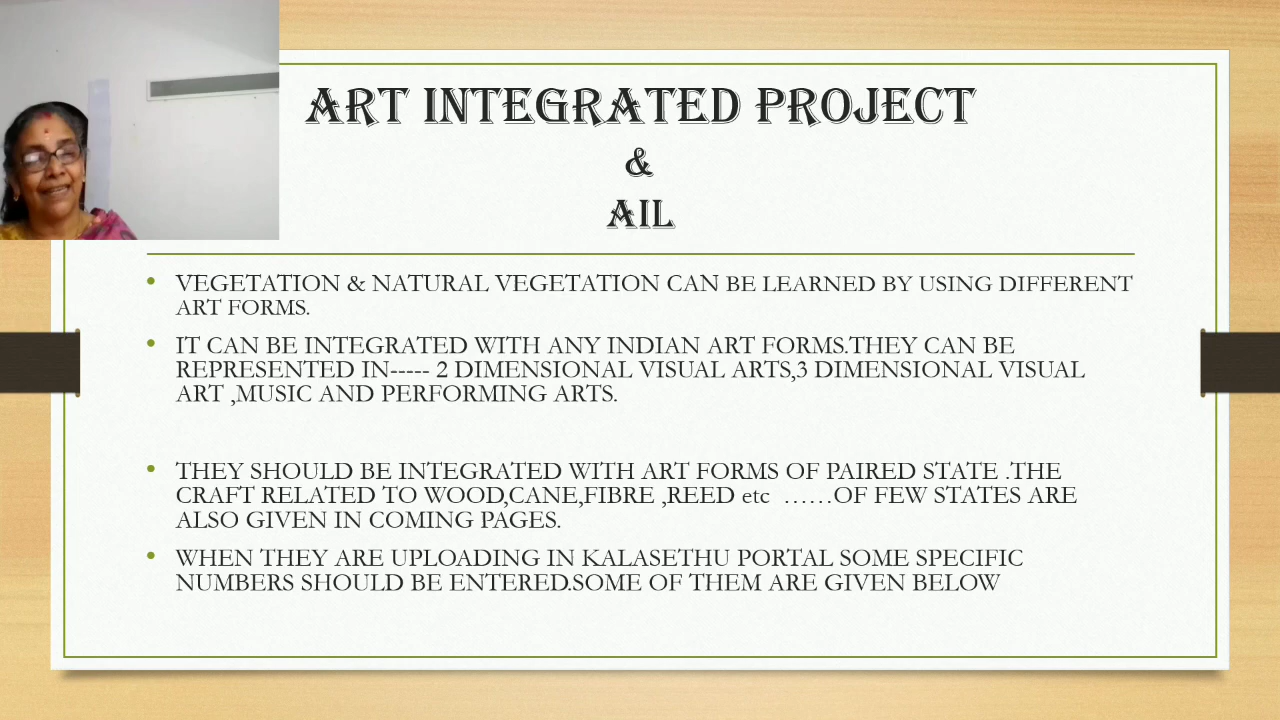 ART INTEGRATED PROJECT
&
AIL
• VEGETATION & NATURAL VEGETATION CAN BE LEARNED BY USING DIFFERENT
ART FORMS.
• IT CAN BE INTEGRATED WITH ANY INDIAN ART FORMS.THEY CAN BE
REPRESENTED IN----- 2 DIMENSIONAL VISUAL ARTS,3 DIMENSIONAL VISUAL
ART ,MUSIC AND PERFORMING ARTS.
• THEY SHOULD BE INTEGRATED WITH ART FORMS OF PAIRED STATE .THE
CRAFT RELATED TO WOOD,CANE,FIBRE ,REED etc ……OF FEW STATES ARE
ALSO GIVEN IN COMING PAGES.
• WHEN THEY ARE UPLOADING IN KALASETHU PORTAL SOME SPECIFIC
NUMBERS SHOULD BE ENTERED.SOME OF THEM ARE GIVEN BELOW